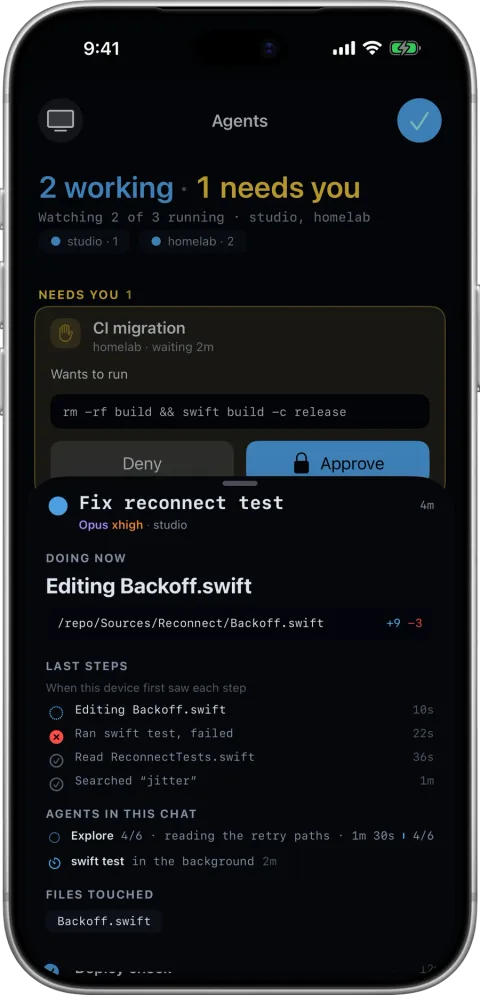 9:41
Agents
2 working · 1 needs you
Watching 2 of 3 running · studio, homelab
studio · 1
homelab · 2
NEEDS YOU 1
CI migration
homelab · waiting 2m
Wants to run
rm -rf build && swift build -c release
Deny
Approve
Fix reconnect test 4m
Opus xhigh · studio
DOING NOW
Editing Backoff.swift
/repo/Sources/Reconnect/Backoff.swift +9 −3
LAST STEPS
When this device first saw each step
Editing Backoff.swift 10s
Ran swift test, failed 22s
Read ReconnectTests.swift 36s
Searched “jitter” 1m
AGENTS IN THIS CHAT
Explore 4/6 · reading the retry paths · 1m 30s 4/6
swift test in the background 2m
FILES TOUCHED
Backoff.swift